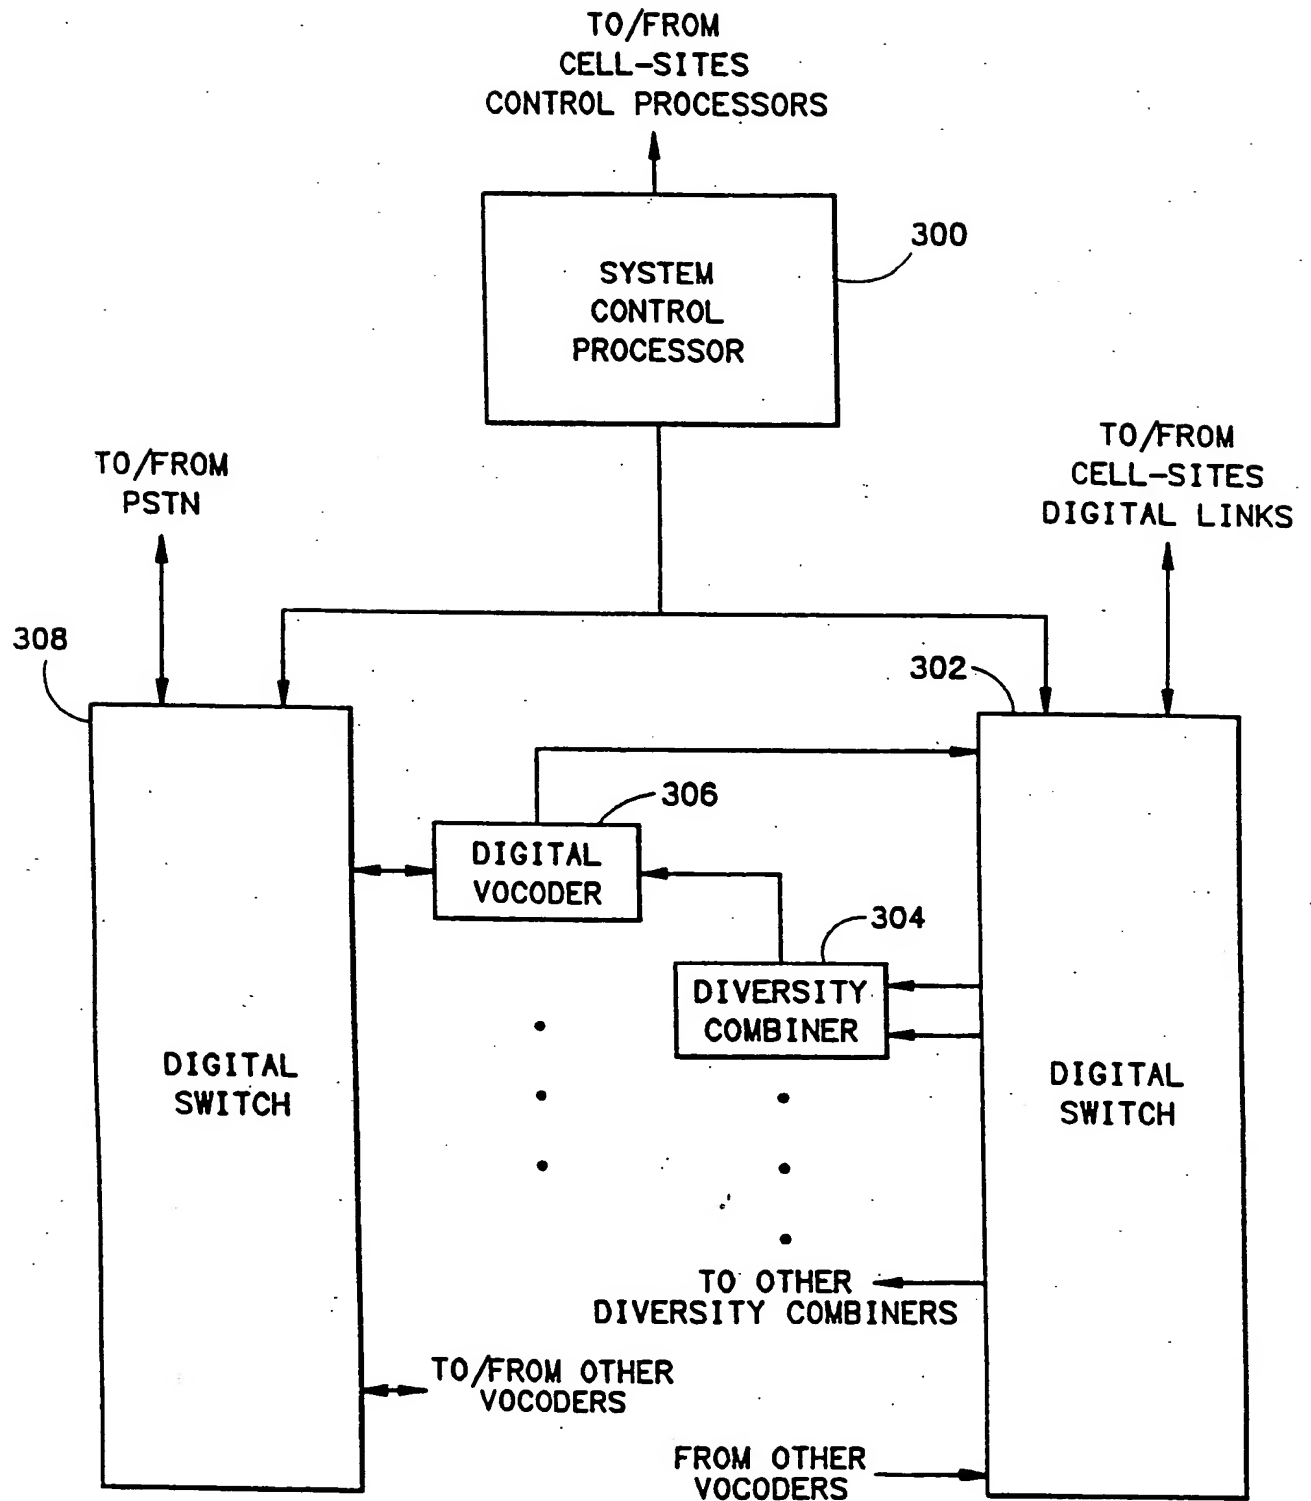 TO/FROM
CELL-SITES
CONTROL PROCESSORS
300
SYSTEM
CONTROL
PROCESSOR
TO/FROM
PSTN
TO/FROM
CELL-SITES
DIGITAL LINKS
308
302
306
DIGITAL
VOCODER
304
DIVERSITY
COMBINER
DIGITAL
SWITCH
DIGITAL
SWITCH
TO OTHER
DIVERSITY COMBINERS
TO/FROM OTHER
VOCODERS
FROM OTHER
VOCODERS